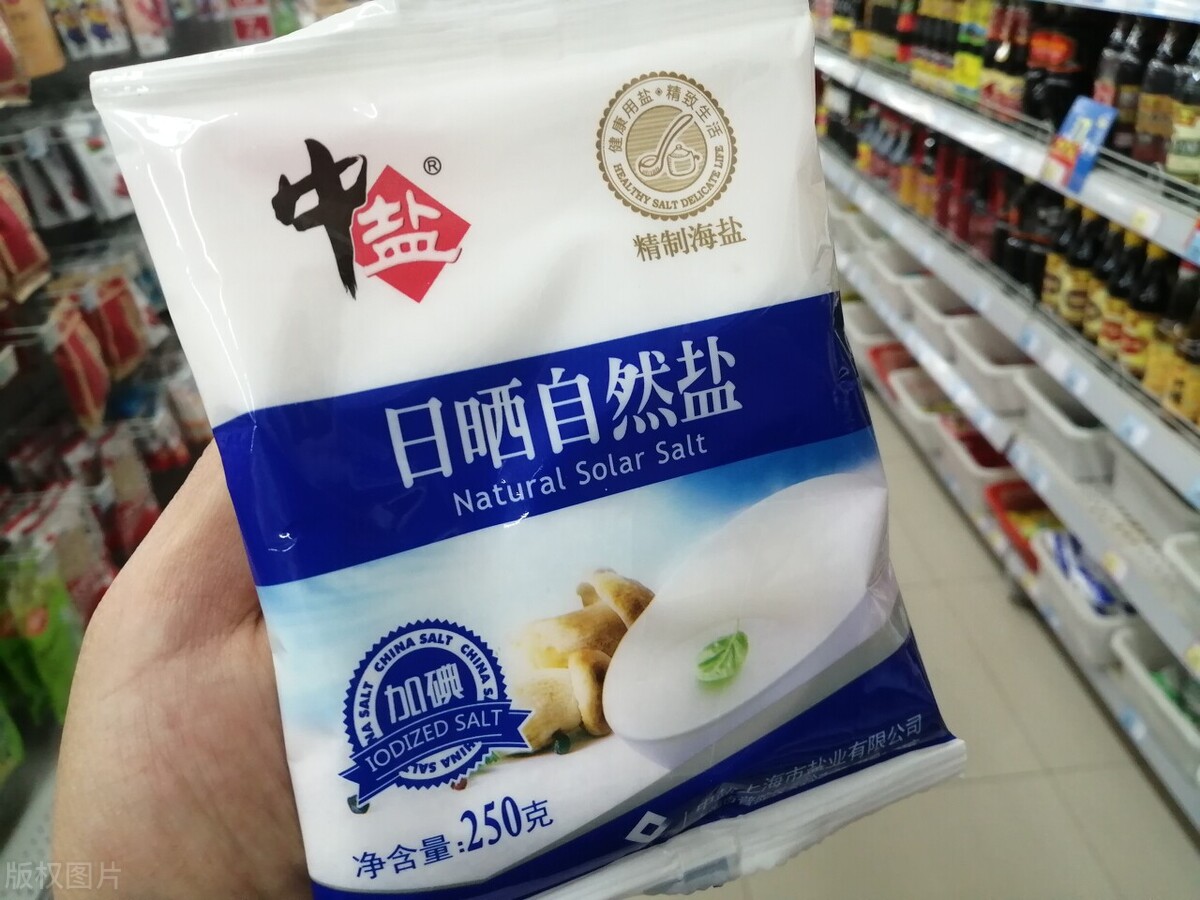 中盐®
健康用盐·精致生活
HEALTHY SALT DELICATE LIFE
精制海盐
日晒自然盐
Natural Solar Salt
CHINA SALT
加碘
IODIZED SALT
CHINA SALT
净含量:250克
上海市盐业有限公司
版权图片